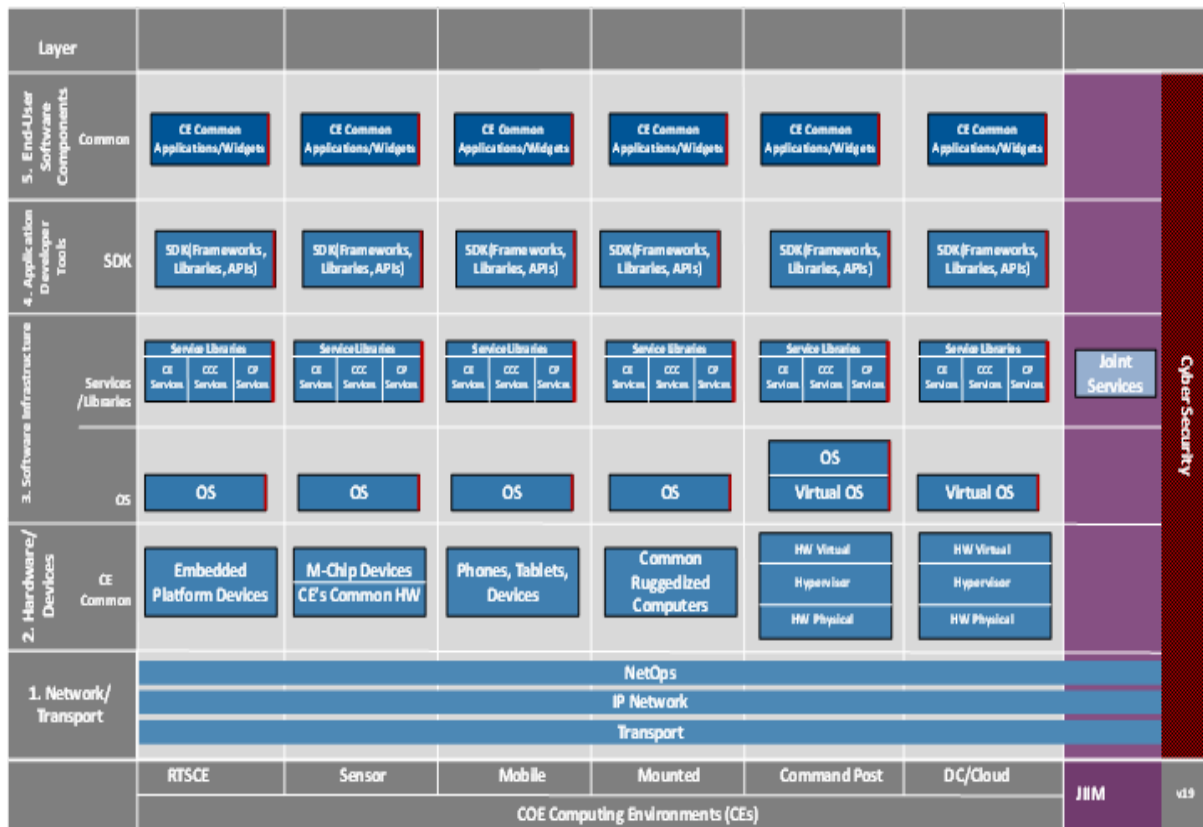 Layer
5. End-User
Software
Components
Common
CE Common
Applications/Widgets
CE Common
Applications/Widgets
CE Common
Applications/Widgets
CE Common
Applications/Widgets
CE Common
Applications/Widgets
CE Common
Applications/Widgets
4. Application
Developer
Tools
SDK
SDK(Frameworks,
Libraries, APIs)
SDK(Frameworks,
Libraries, APIs)
SDK(Frameworks,
Libraries, APIs)
SDK(Frameworks,
Libraries, APIs)
SDK(Frameworks,
Libraries, APIs)
SDK(Frameworks,
Libraries, APIs)
3. Software Infrastructure
Services
/Libraries
Service Libraries
CE Services
CCC Services
CP Services
Service Libraries
CE Services
CCC Services
CP Services
Service Libraries
CE Services
CCC Services
CP Services
Service Libraries
CE Services
CCC Services
CP Services
Service Libraries
CE Services
CCC Services
CP Services
Service Libraries
CE Services
CCC Services
CP Services
Joint
Services
OS
OS
OS
OS
OS
OS
Virtual OS
Virtual OS
2. Hardware/
Devices
CE
Common
Embedded
Platform Devices
M-Chip Devices
CE's Common HW
Phones, Tablets,
Devices
Common
Ruggedized
Computers
HW Virtual
Hypervisor
HW Physical
HW Virtual
Hypervisor
HW Physical
1. Network/
Transport
NetOps
IP Network
Transport
Cyber Security
RTSCE
Sensor
Mobile
Mounted
Command Post
DC/Cloud
JIIM
v19
COE Computing Environments (CEs)